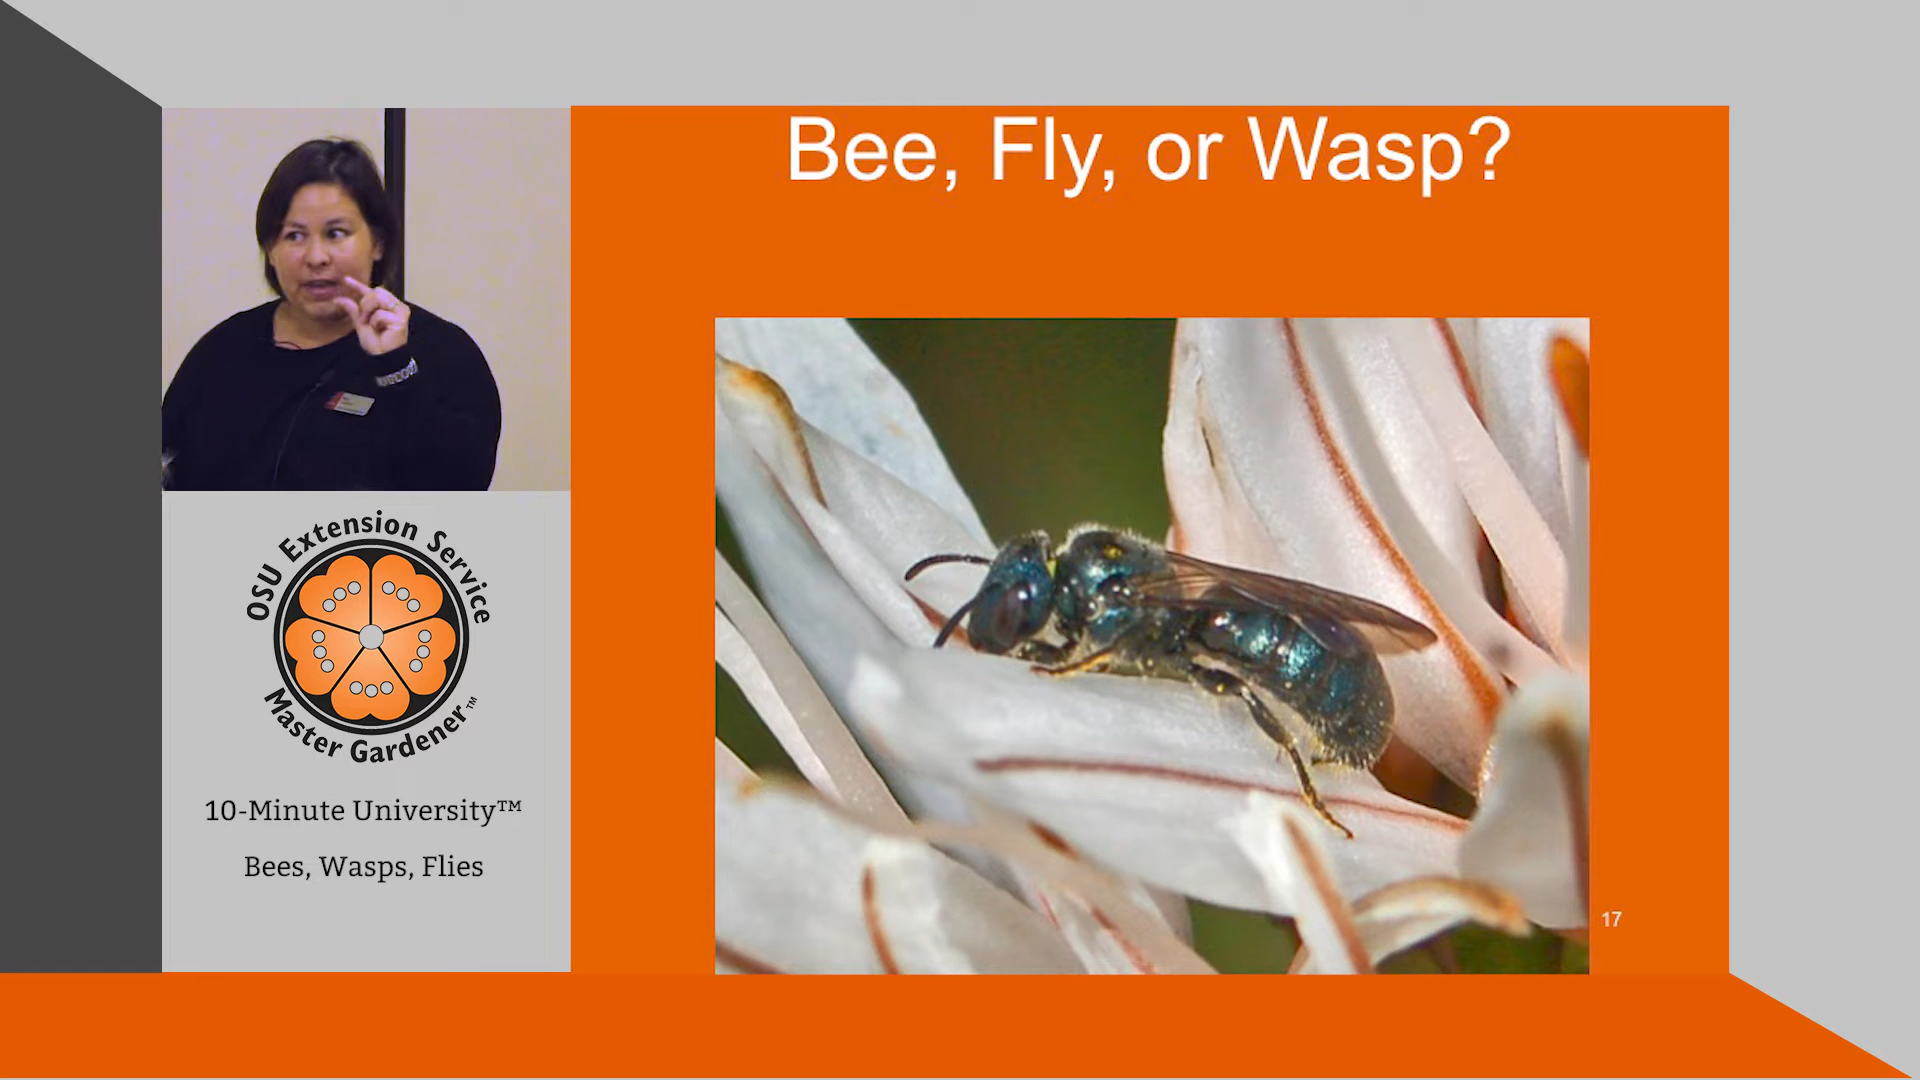 Bee, Fly, or Wasp?
OSU Extension Service
Master Gardener™
10-Minute University™
Bees, Wasps, Flies
17